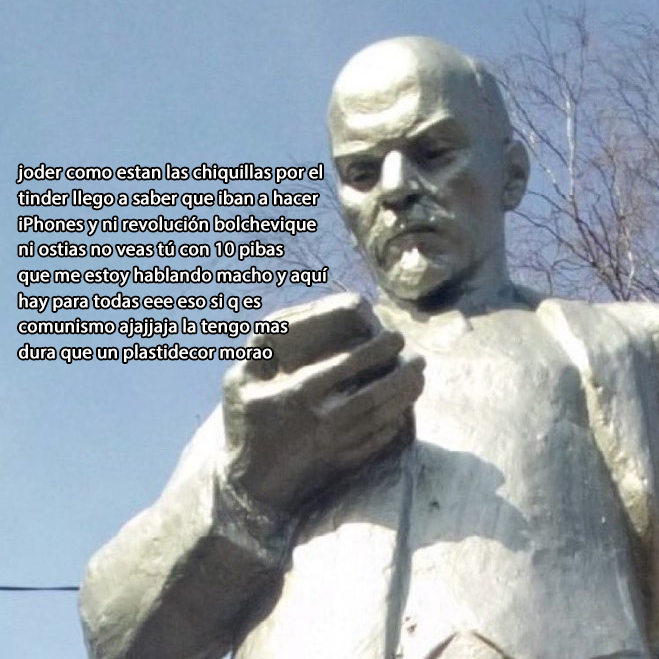 joder como estan las chiquillas por el
tinder llego a saber que iban a hacer
iPhones y ni revolución bolchevique
ni ostias no veas tú con 10 pibas
que me estoy hablando macho y aquí
hay para todas eee eso si q es
comunismo ajajjaja la tengo mas
dura que un plastidecor morao